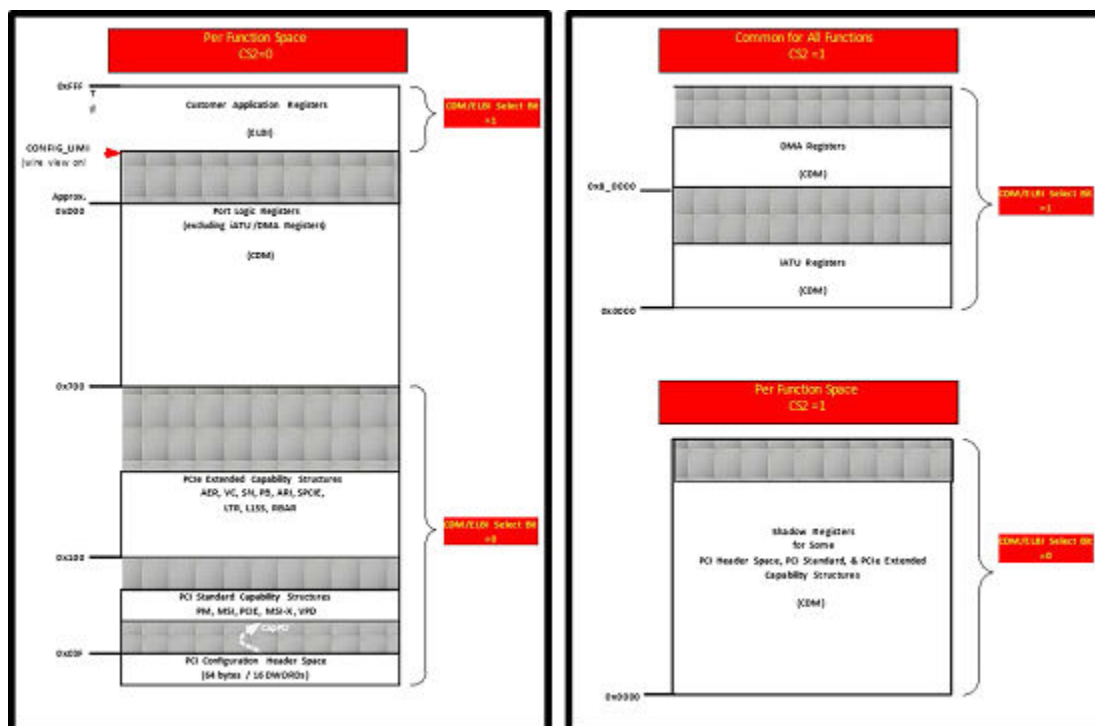 Per Function Space
CS2=0
0xFFF
T
Customer Application Registers
(ELBI)
CDM/ELBI Select Bit
=1
CONFIG_LIMIT
(wire view onl
Approx.
0xD00
Port Logic Registers
(excluding iATU/DMA Registers)
(CDM)
0x700
PCIe Extended Capability Structures
AER, VC, SN, PB, ARI, SPCIE,
LTR, L1SS, RBAR
CDM/ELBI Select Bit
=0
0x100
PCI Standard Capability Structures
PM, MSI, PCIE, MSI-X, VPD
CapPtr
0x03F
PCI Configuration Header Space
(64 bytes / 16 DWORDs)
Common for All Functions
CS2 =1
DMA Registers
(CDM)
0x8_0000
CDM/ELBI Select Bit
=1
iATU Registers
(CDM)
0x0000
Per Function Space
CS2 =1
Shadow Registers
for Some
PCI Header Space, PCI Standard, & PCIe Extended
Capability Structures
(CDM)
CDM/ELBI Select Bit
=0
0x0000